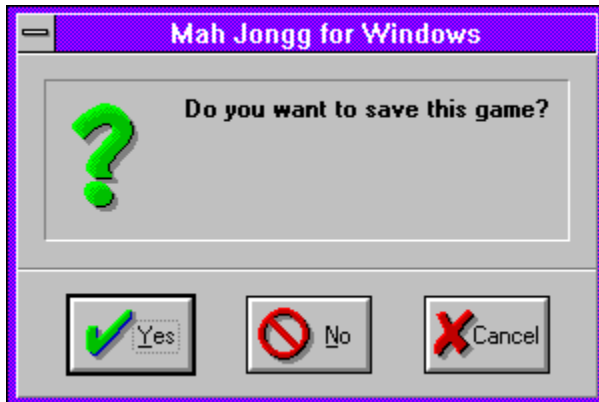 Mah Jongg for Windows
Do you want to save this game?
Yes
No
Cancel